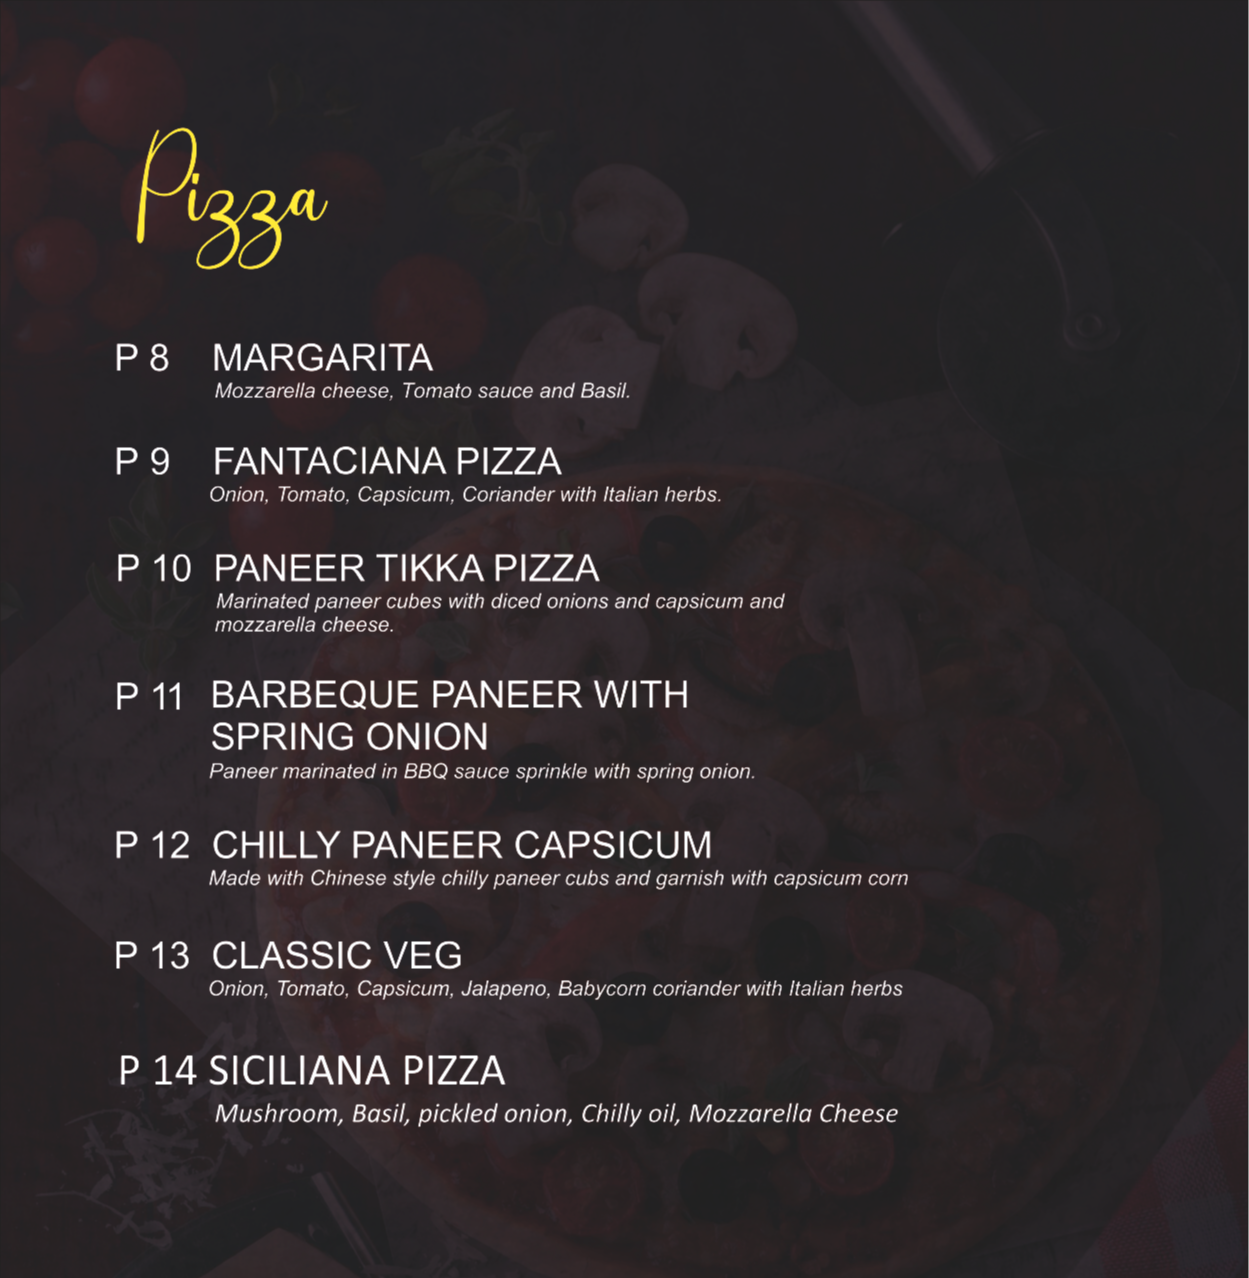 Pizza
P 8 MARGARITA
Mozzarella cheese, Tomato sauce and Basil.
P 9 FANTACIANA PIZZA
Onion, Tomato, Capsicum, Coriander with Italian herbs.
P 10 PANEER TIKKA PIZZA
Marinated paneer cubes with diced onions and capsicum and
mozzarella cheese.
P 11 BARBEQUE PANEER WITH
SPRING ONION
Paneer marinated in BBQ sauce sprinkle with spring onion.
P 12 CHILLY PANEER CAPSICUM
Made with Chinese style chilly paneer cubs and garnish with capsicum corn
P 13 CLASSIC VEG
Onion, Tomato, Capsicum, Jalapeno, Babycorn coriander with Italian herbs
P 14 SICILIANA PIZZA
Mushroom, Basil, pickled onion, Chilly oil, Mozzarella Cheese